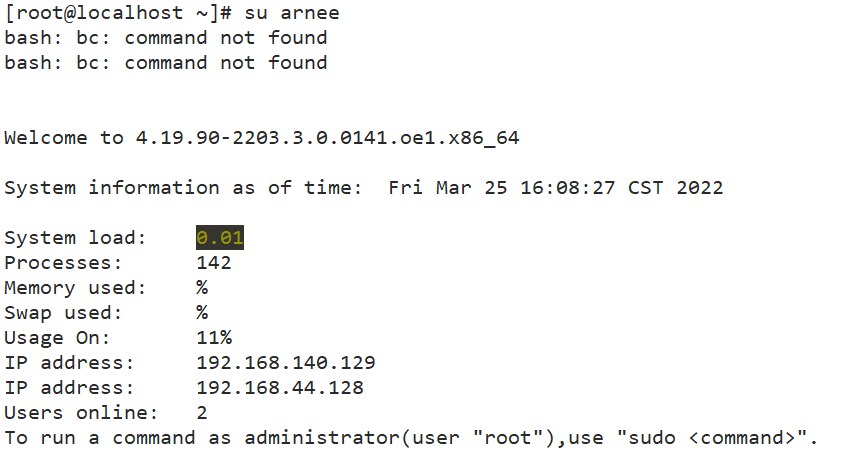 [root@localhost ~]# su arnee
bash: bc: command not found
bash: bc: command not found
Welcome to 4.19.90-2203.3.0.0141.oe1.x86_64
System information as of time:  Fri Mar 25 16:08:27 CST 2022
System load:    0.01
Processes:      142
Memory used:    %
Swap used:      %
Usage On:       11%
IP address:     192.168.140.129
IP address:     192.168.44.128
Users online:   2
To run a command as administrator(user "root"),use "sudo <command>".